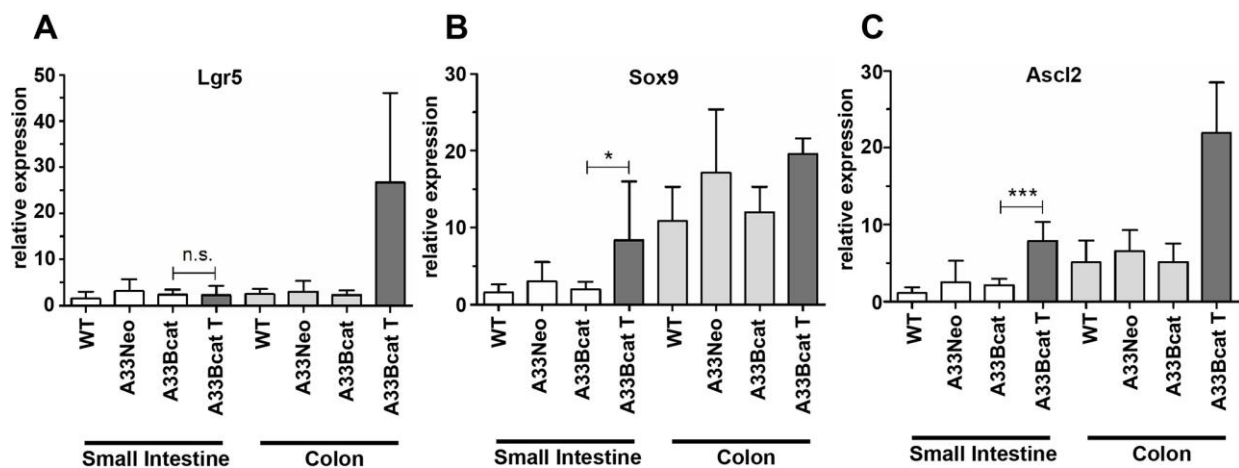 A
Lgr5
relative expression
50
40
30
20
10
0
n.s.
WT
A33Neo
A33Bcat
A33Bcat T
WT
A33Neo
A33Bcat
A33Bcat T
Small Intestine
Colon
B
Sox9
relative expression
30
20
10
0
*
WT
A33Neo
A33Bcat
A33Bcat T
WT
A33Neo
A33Bcat
A33Bcat T
Small Intestine
Colon
C
Ascl2
relative expression
30
20
10
0
***
WT
A33Neo
A33Bcat
A33Bcat T
WT
A33Neo
A33Bcat
A33Bcat T
Small Intestine
Colon